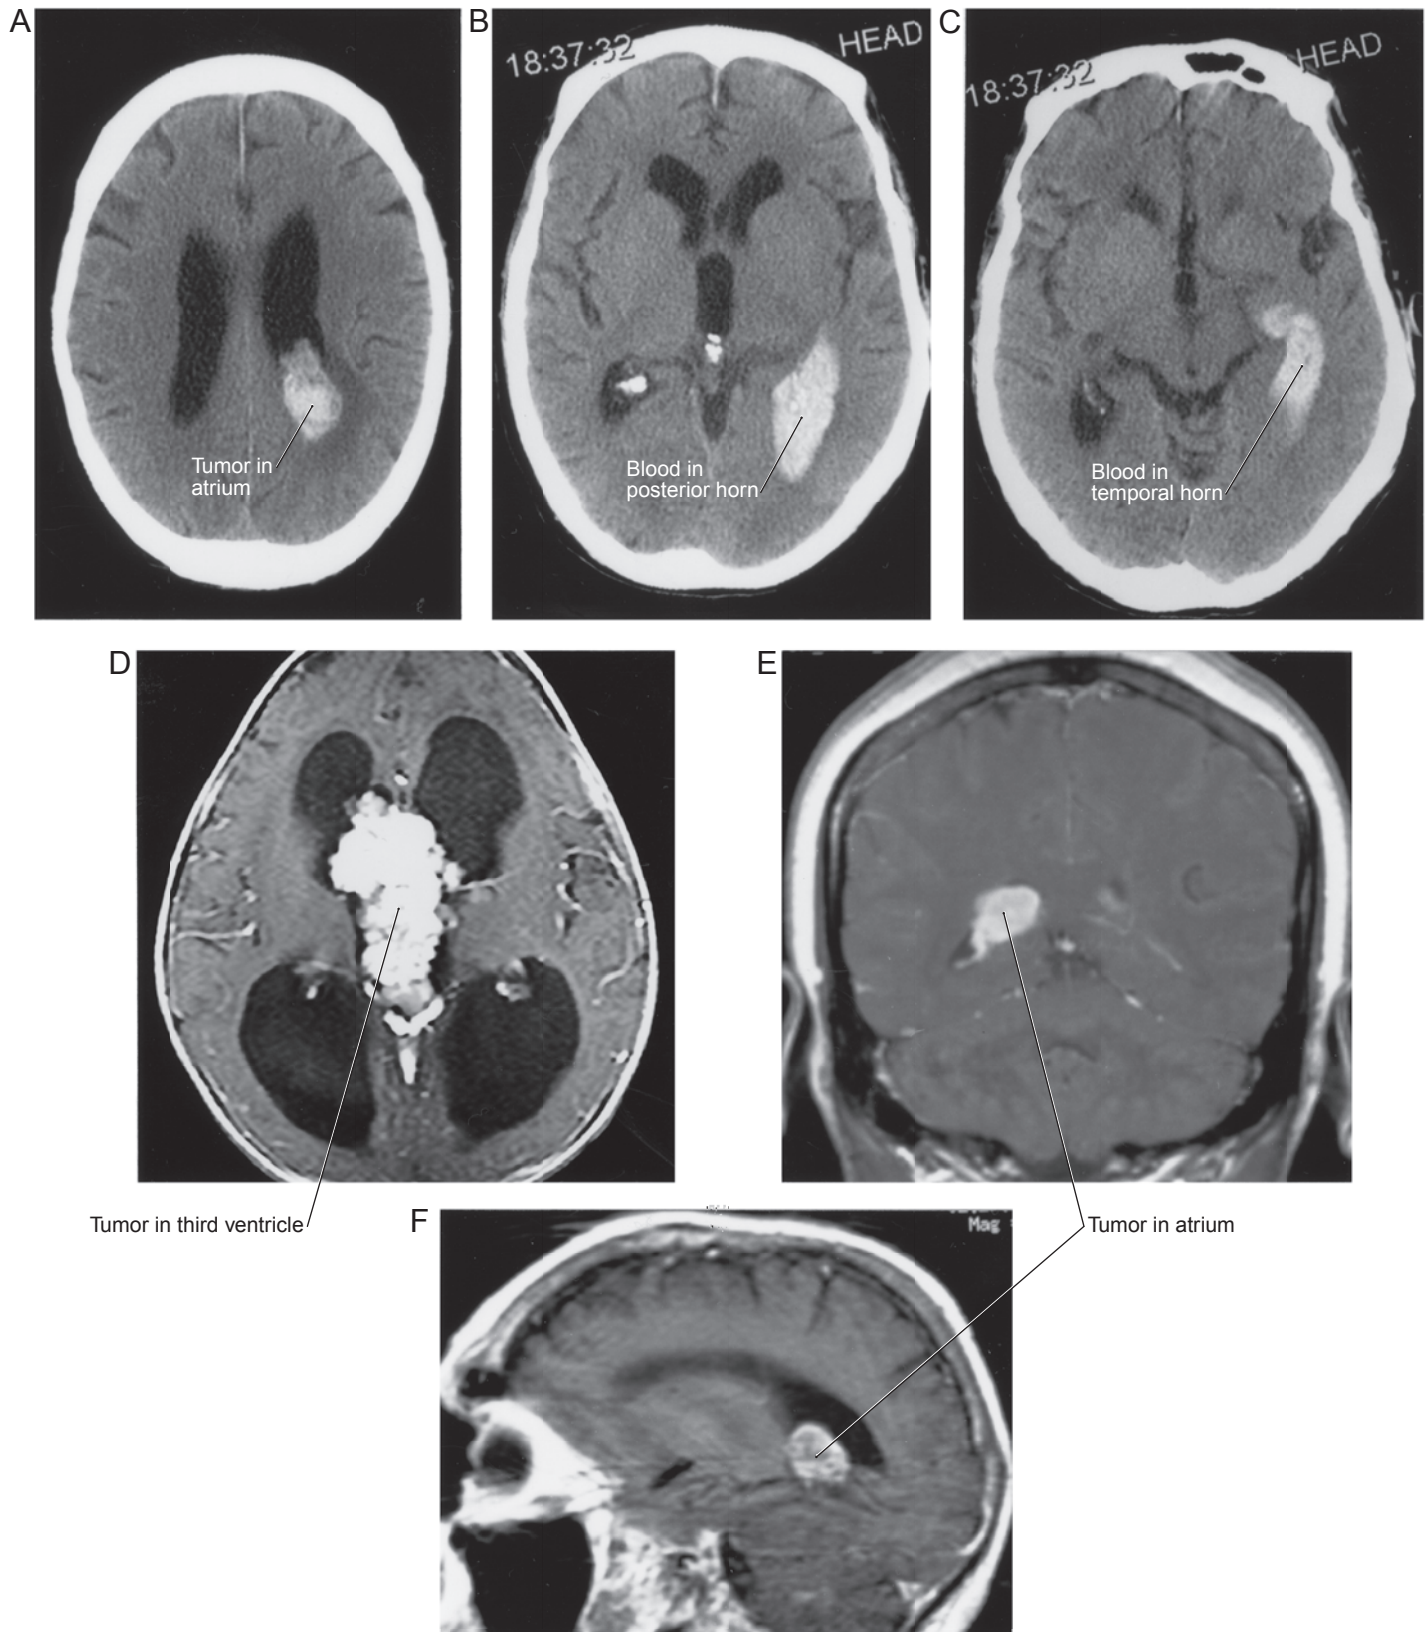 A
B
C
18:37:32
HEAD
18:37:32
HEAD
Tumor in
atrium
Blood in
posterior horn
Blood in
temporal horn
D
E
Tumor in third ventricle
F
Mag
Tumor in atrium